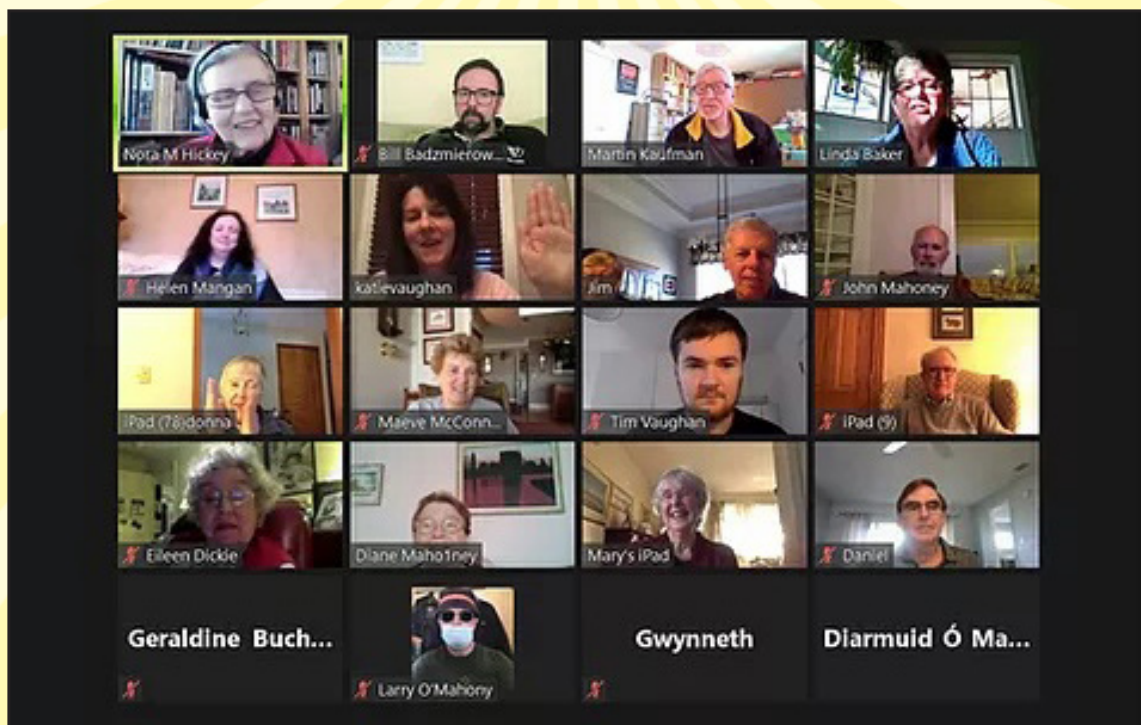 Nota M Hickey
Bill Badzmierow...
Martin Kaufman
Linda Baker
Helen Mangan
katievaughan
Jim
John Mahoney
iPad (78)donna
Maeve McConn...
Tim Vaughan
iPad (9)
Eileen Dickie
Diane Maho1ney
Mary's iPad
Daniel
Geraldine Buch...
Larry O'Mahony
Gwynneth
Diarmuid Ó Ma...